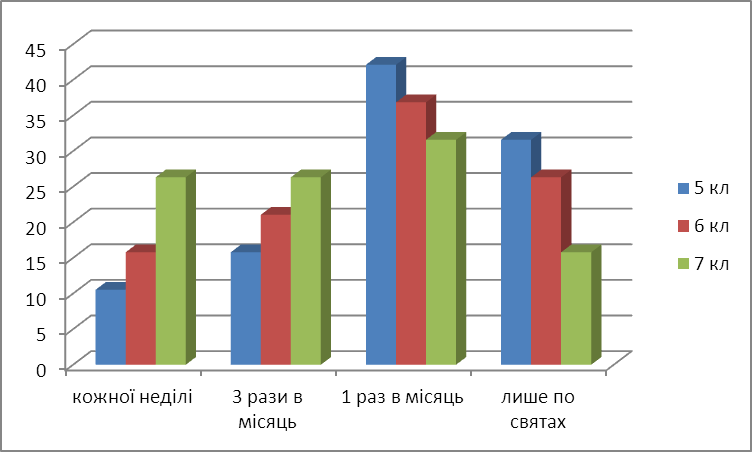 45
40
35
30
25
20
15
10
5
0
кожної неділі
3 рази в
місяць
1 раз в місяць
лише по
святах
5 кл
6 кл
7 кл